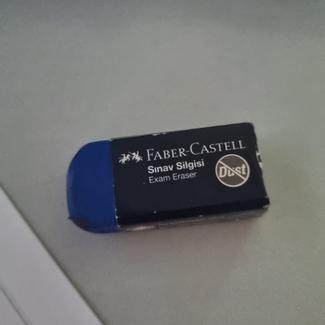 FABER-CASTELL
Sınav Silgisi
Exam Eraser
Dust